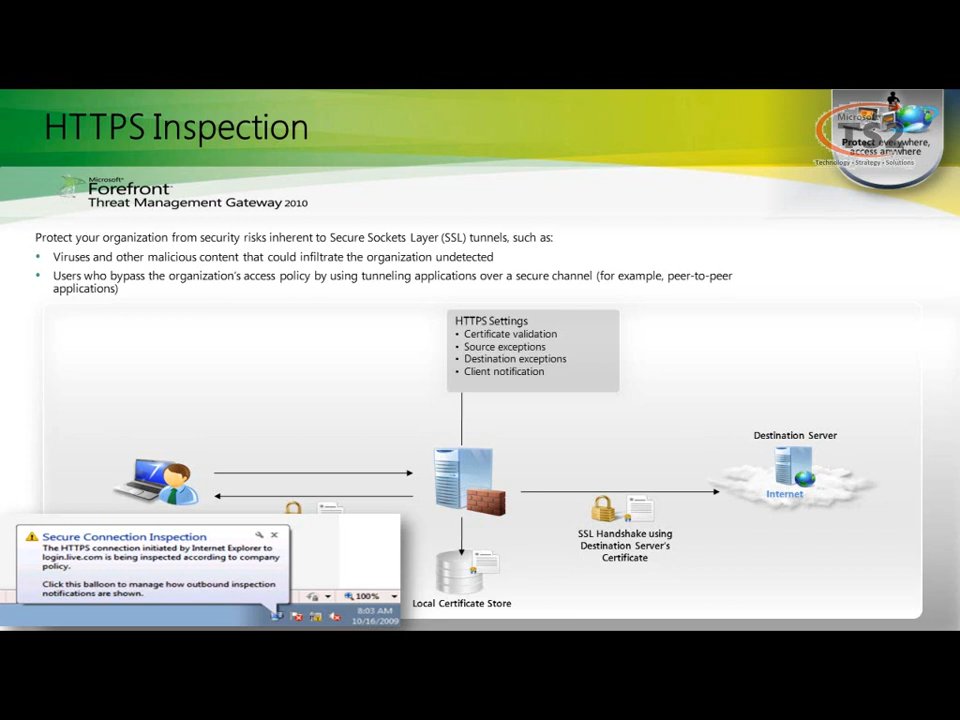 HTTPS Inspection
Microsoft
TS2
Technology • Strategy • Solutions
Protect everywhere,
access anywhere
Microsoft
Forefront
Threat Management Gateway 2010
Protect your organization from security risks inherent to Secure Sockets Layer (SSL) tunnels, such as:
• Viruses and other malicious content that could infiltrate the organization undetected
• Users who bypass the organization's access policy by using tunneling applications over a secure channel (for example, peer-to-peer
applications)
HTTPS Settings
• Certificate validation
• Source exceptions
• Destination exceptions
• Client notification
Destination Server
7
Internet
SSL Handshake using
Destination Server's
Certificate
Local Certificate Store
Secure Connection Inspection
The HTTPS connection initiated by Internet Explorer to
login.live.com is being inspected according to company
policy.
Click this balloon to manage how outbound inspection
notifications are shown.
100%
8:03 AM
10/16/2009